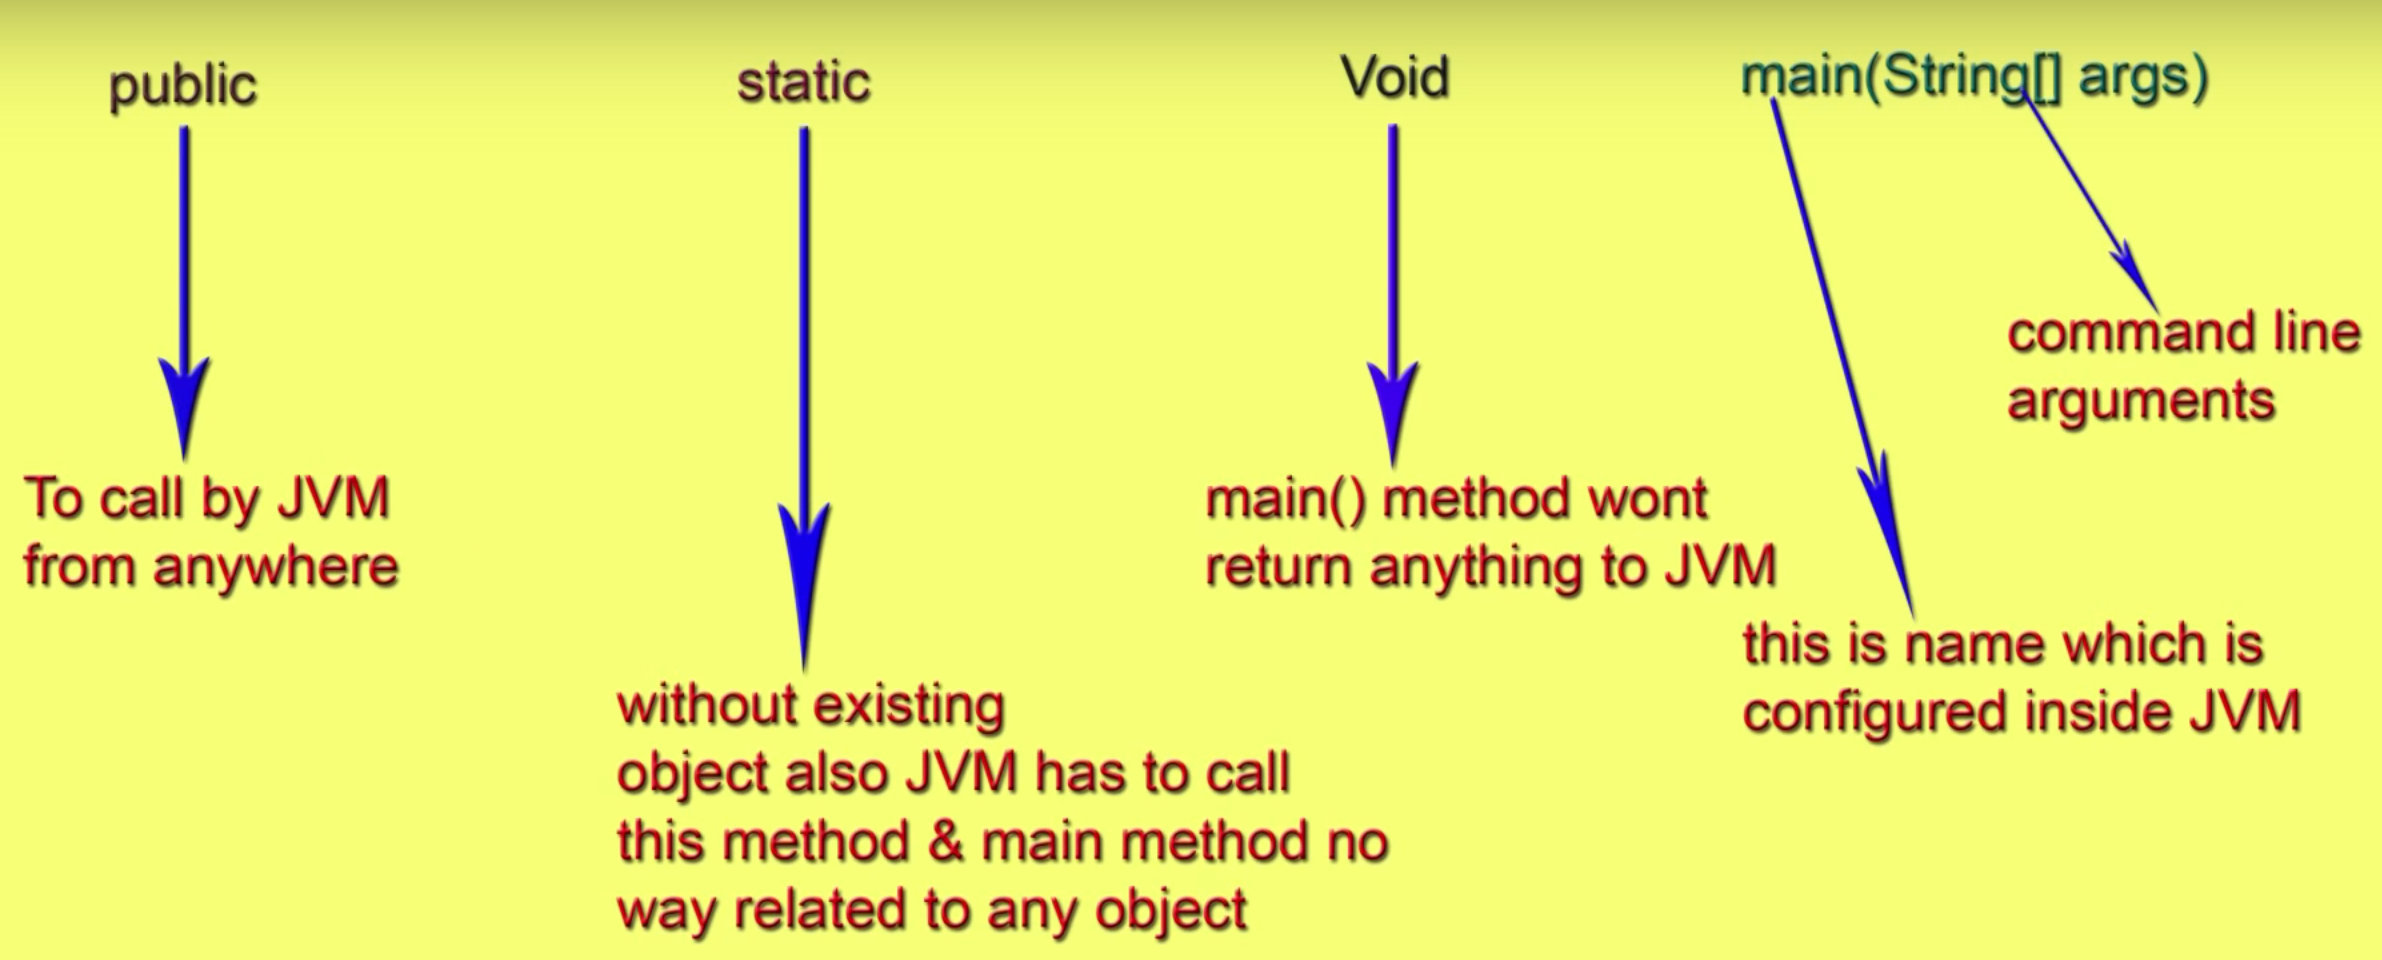 public
static
Void
main(String[] args)
To call by JVM
from anywhere
without existing
object also JVM has to call
this method & main method no
way related to any object
main() method wont
return anything to JVM
command line
arguments
this is name which is
configured inside JVM